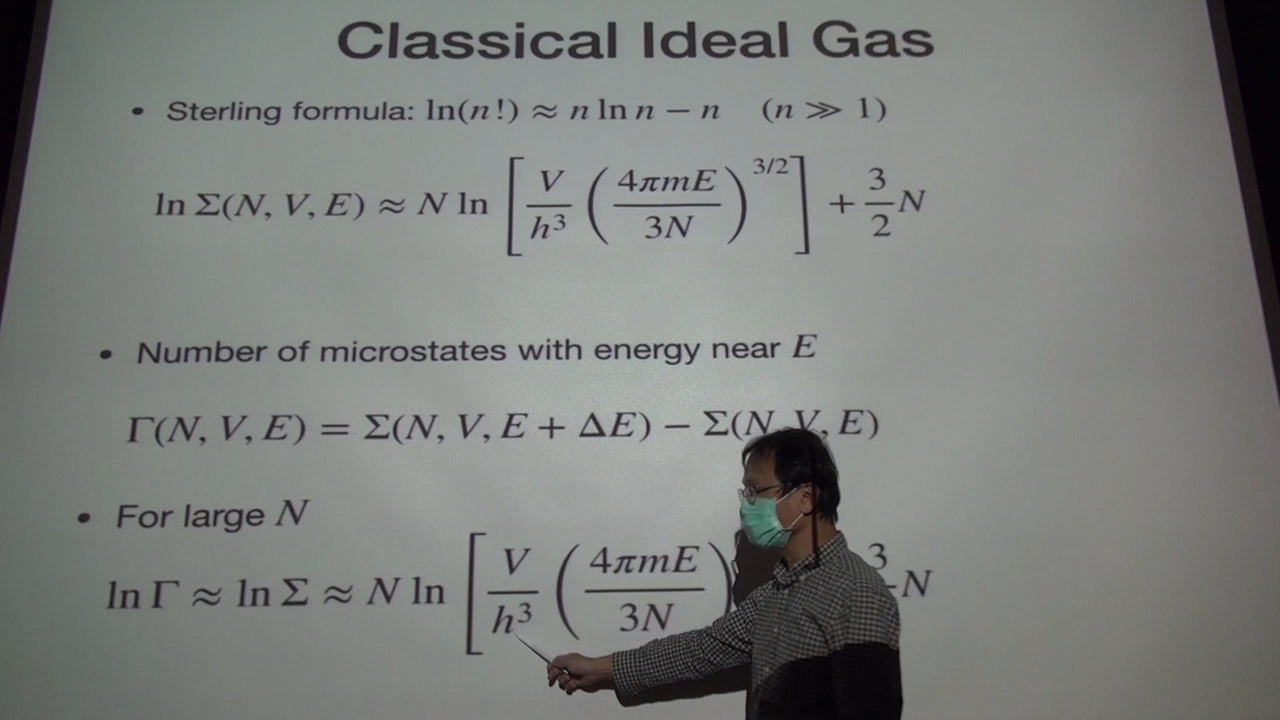 Classical Ideal Gas
• Sterling formula: ln(n!) ≈ n ln n − n (n ≫ 1)
ln Σ(N, V, E) ≈ N ln [ V/h³ ( 4πmE/3N )^{3/2} ] + 3/2 N
• Number of microstates with energy near E
Γ(N, V, E) = Σ(N, V, E + ΔE) − Σ(N, V, E)
• For large N
ln Γ ≈ ln Σ ≈ N ln [ V/h³ ( 4πmE/3N ) 3 N